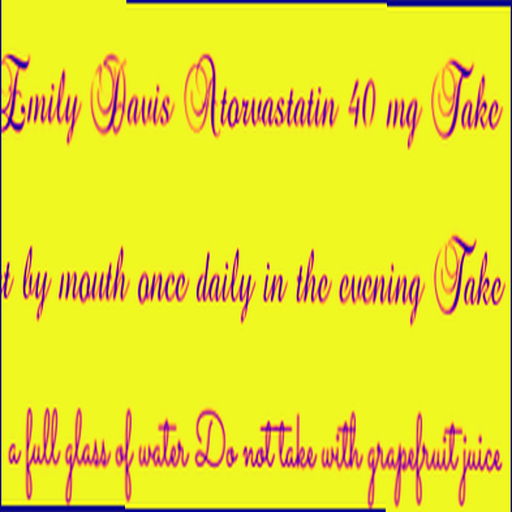 Emily Davis Atorvastatin 40 mg Take
by mouth once daily in the evening Take
a full glass of water Do not take with grapefruit juice